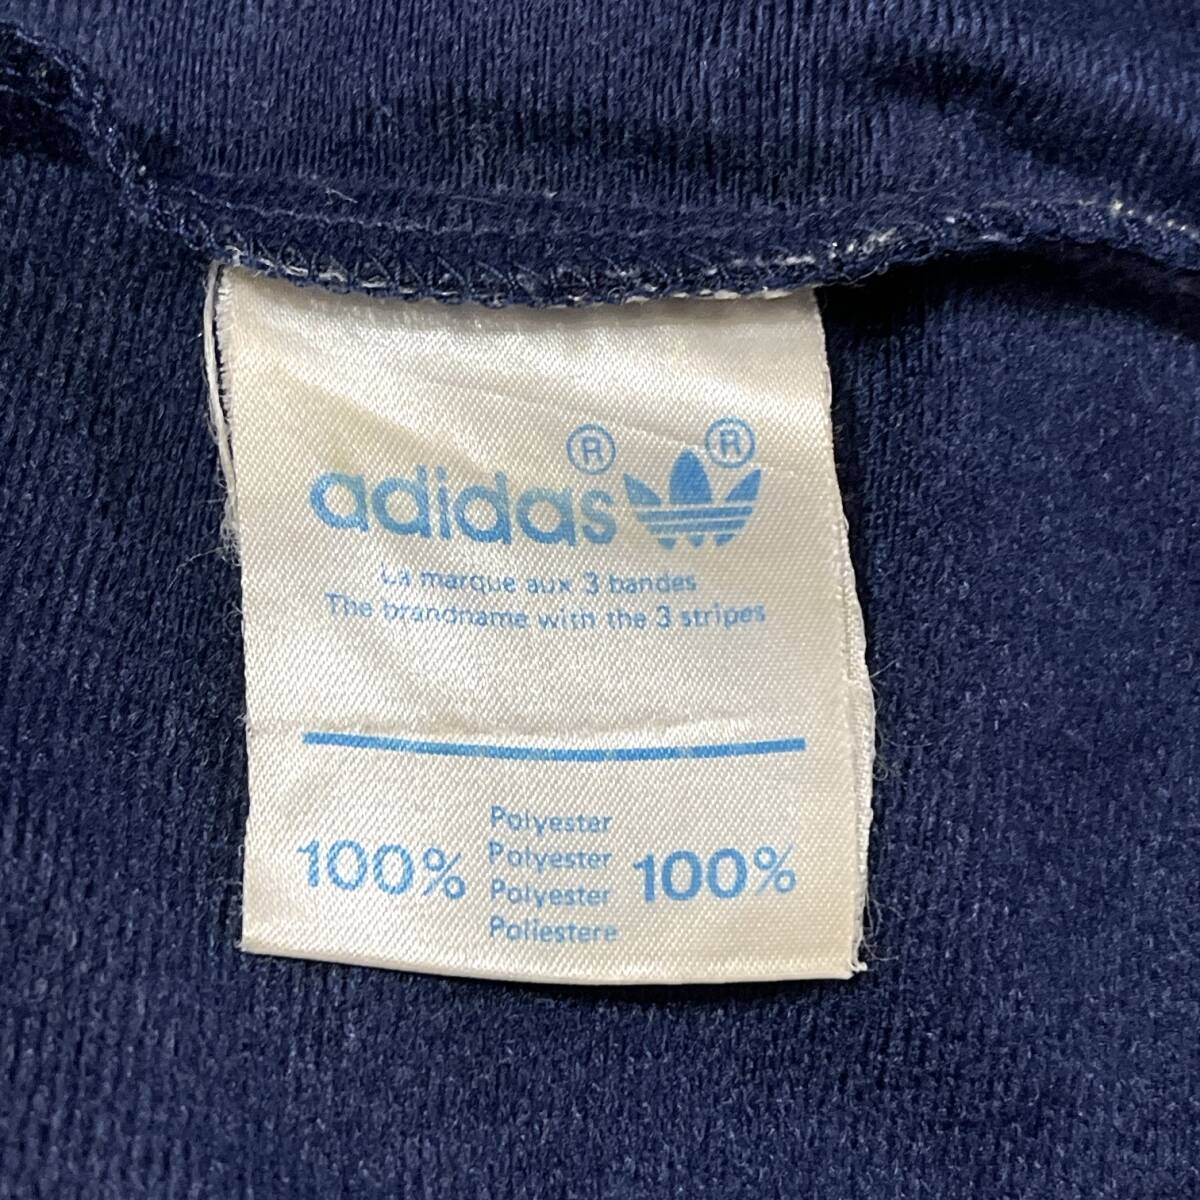 adidas®®
La marque aux 3 bandes
The brandname with the 3 stripes
Polyester
100% Polyester 100%
Polyester
Poliestere